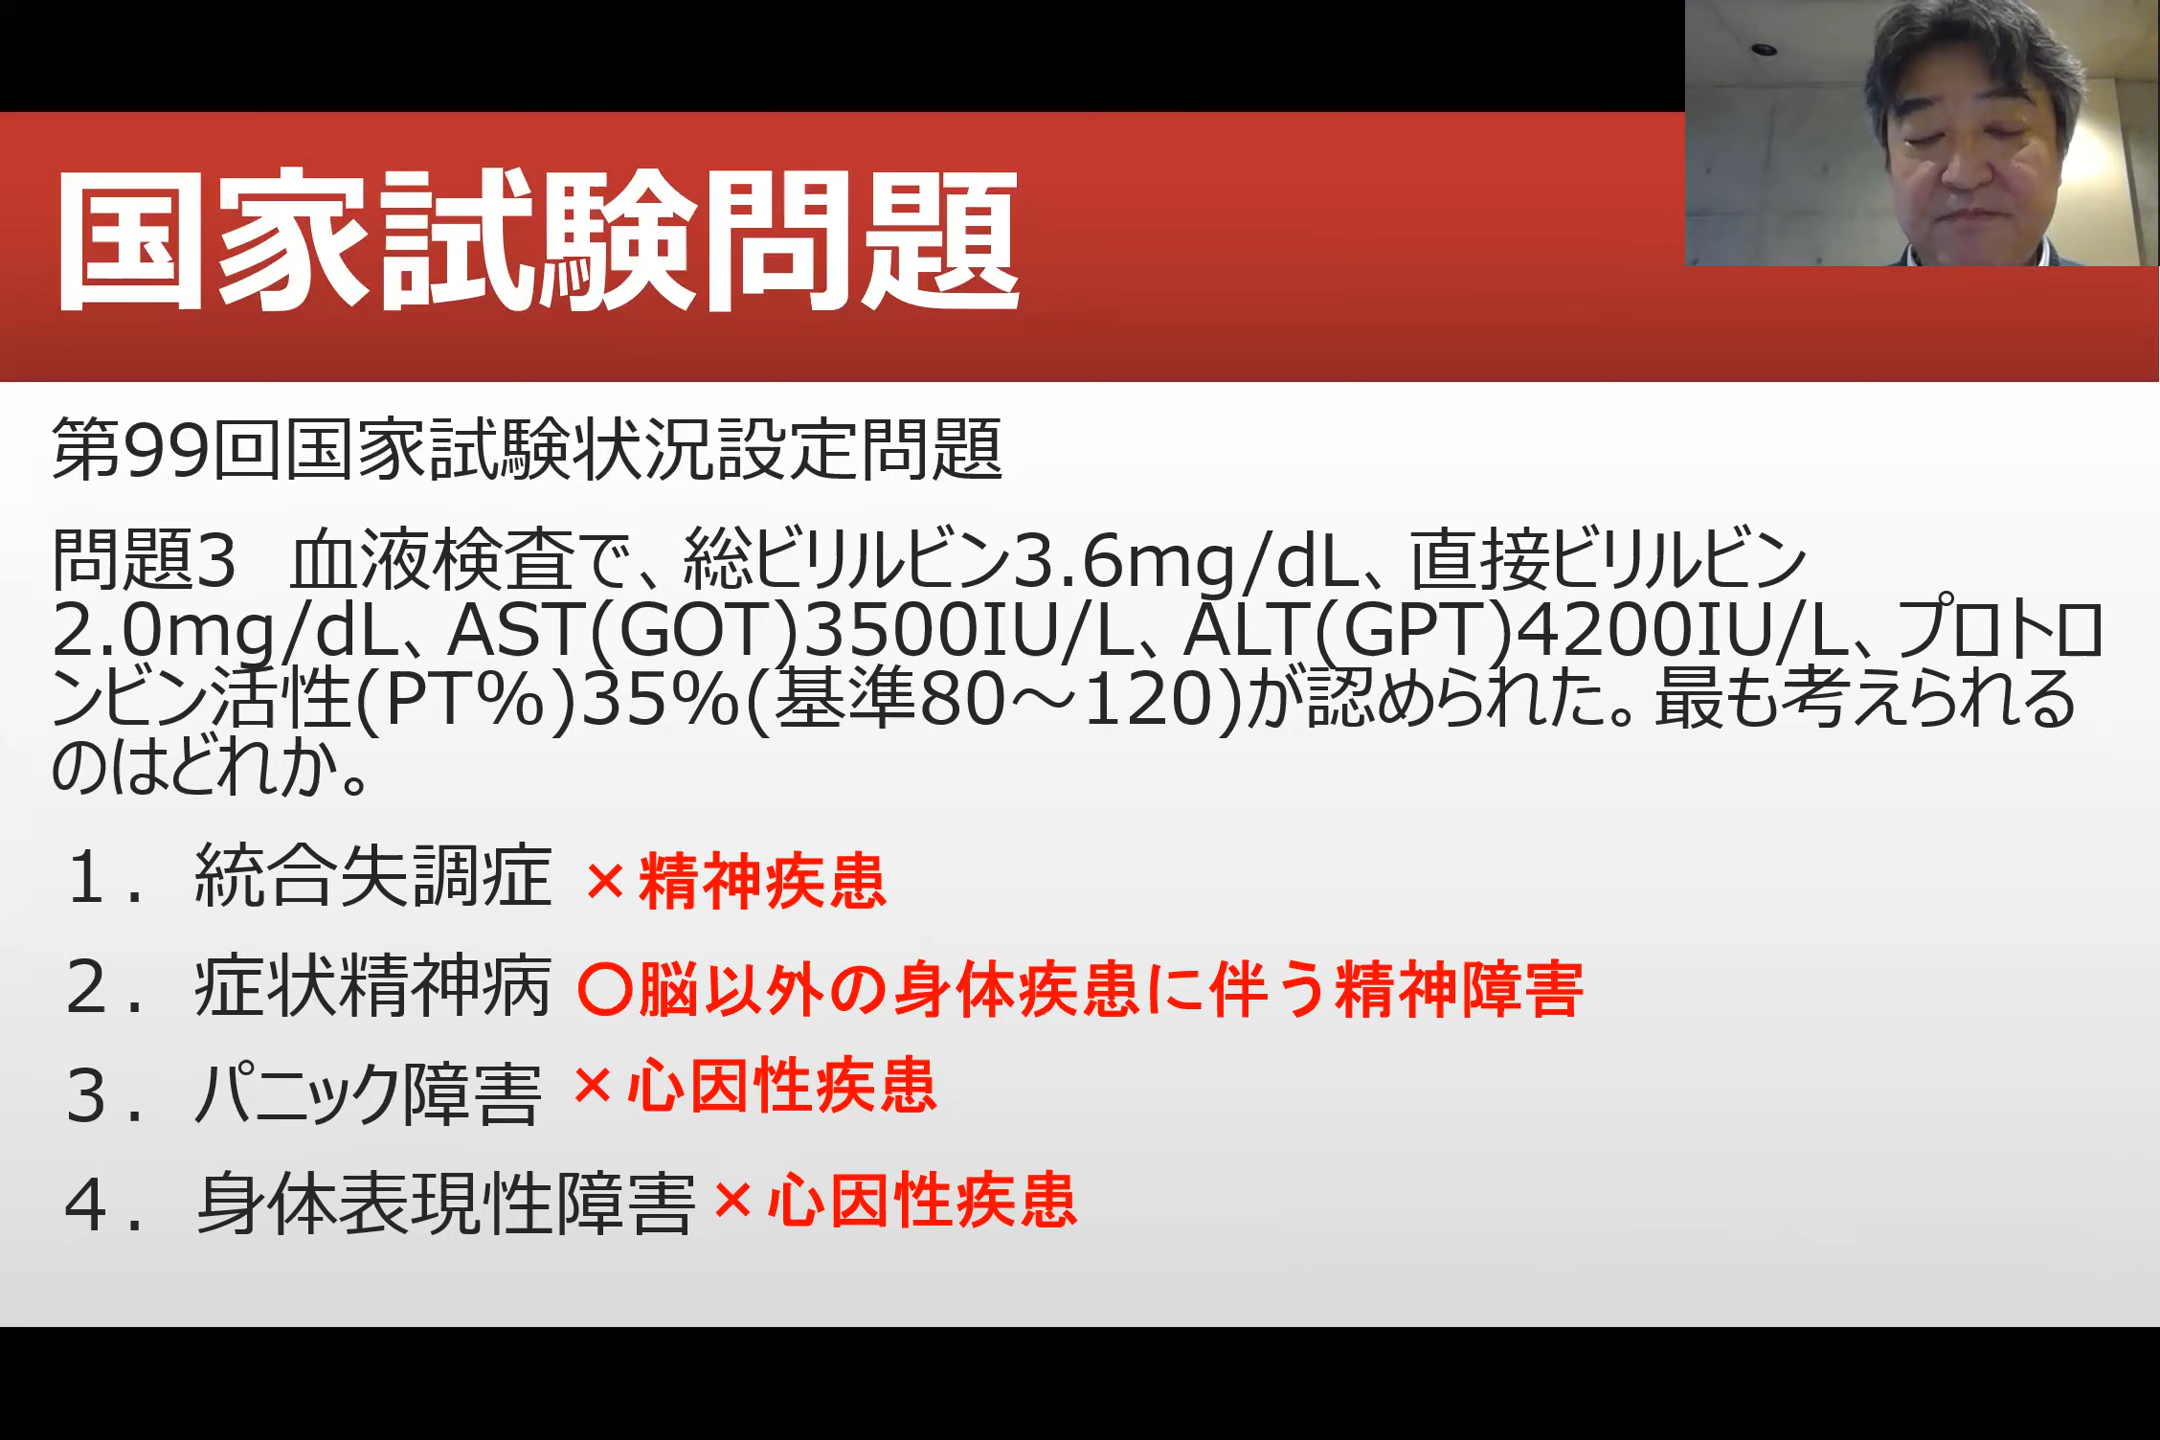 国家試験問題
第99回国家試験状況設定問題
問題3　血液検査で、総ビリルビン3.6mg/dL、直接ビリルビン
2.0mg/dL、AST(GOT)3500IU/L、ALT(GPT)4200IU/L、プロトロ
ンビン活性(PT%)35%(基準80～120)が認められた。最も考えられる
のはどれか。
１．統合失調症 ×精神疾患
２．症状精神病 〇脳以外の身体疾患に伴う精神障害
３．パニック障害 ×心因性疾患
４．身体表現性障害 ×心因性疾患